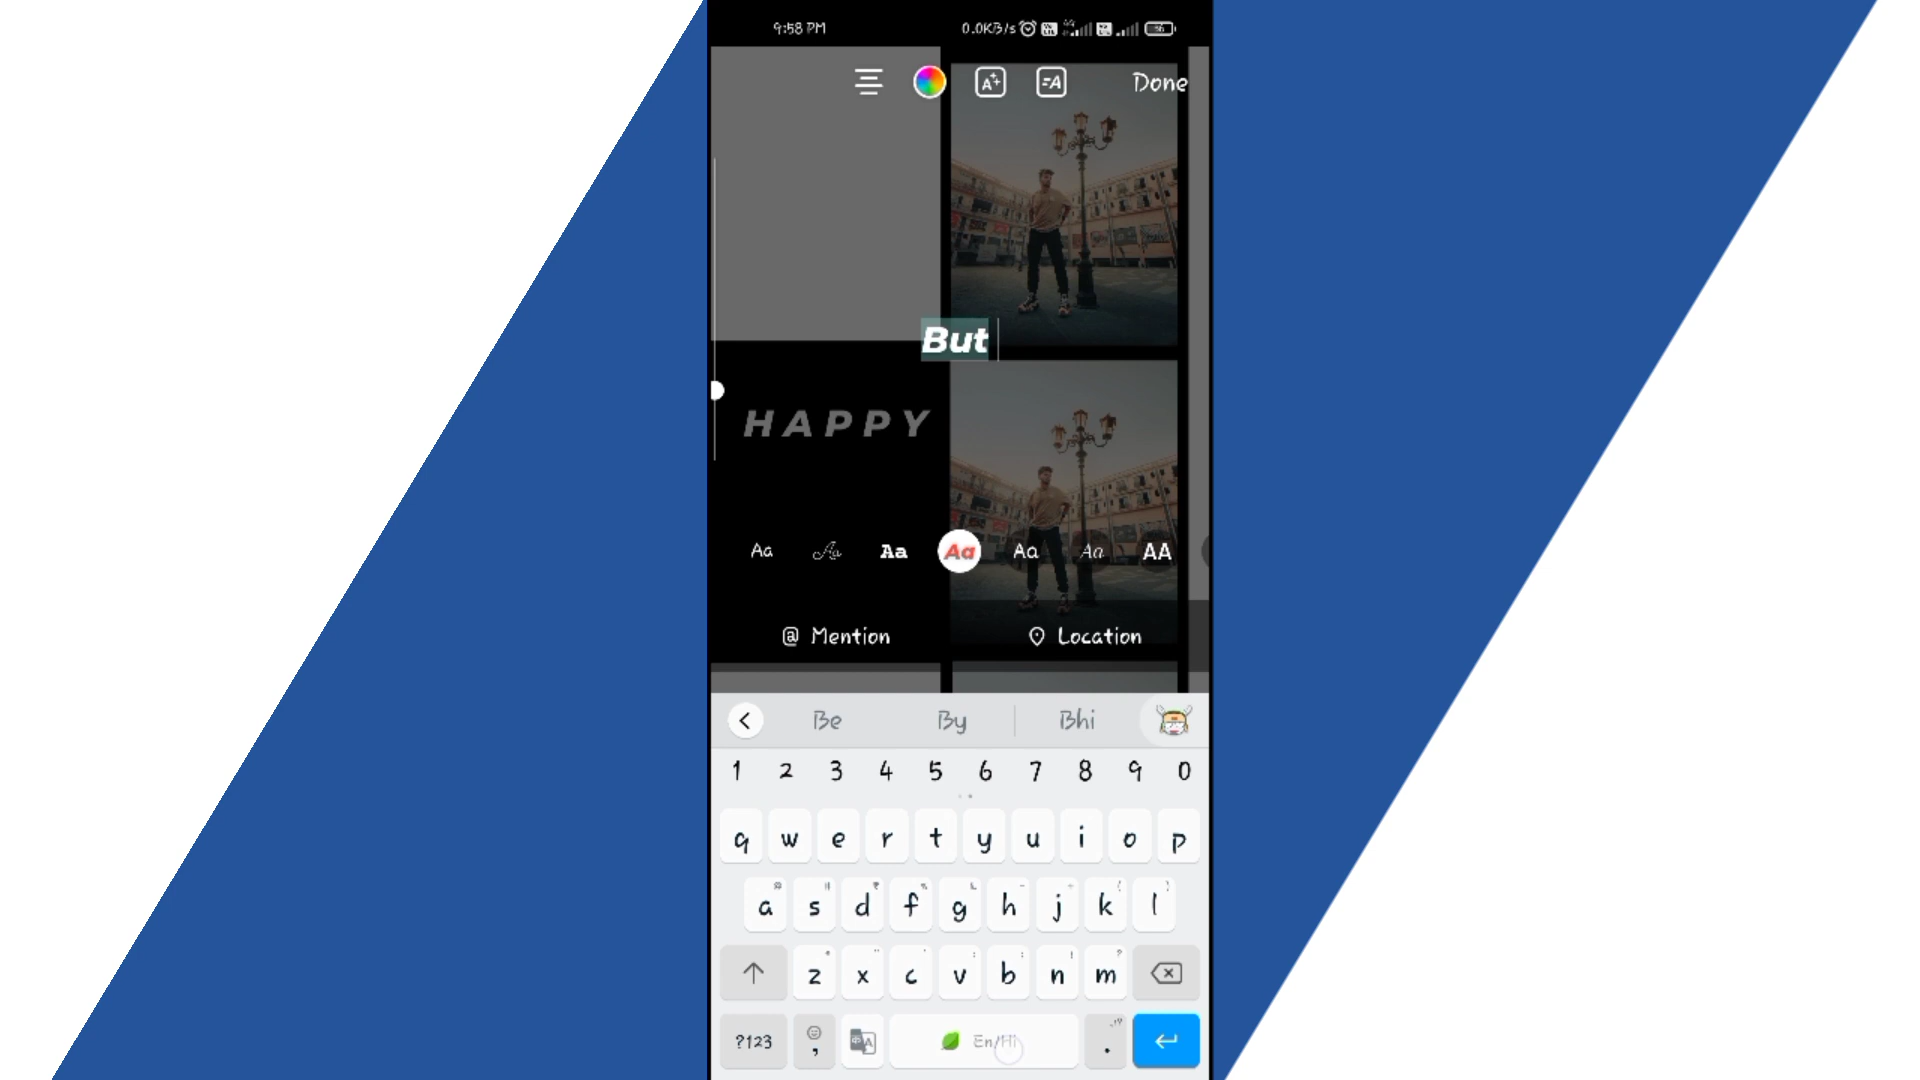 9:58 PM 0.0KB/s
Done
But
HAPPY
Aa Aa Aa Aa Aa Aa AA
@ Mention Location
Be By Bhi
1 2 3 4 5 6 7 8 9 0
q w e r t y u i o p
a s d f g h j k l
z x c v b n m
?123 , En/Hi .